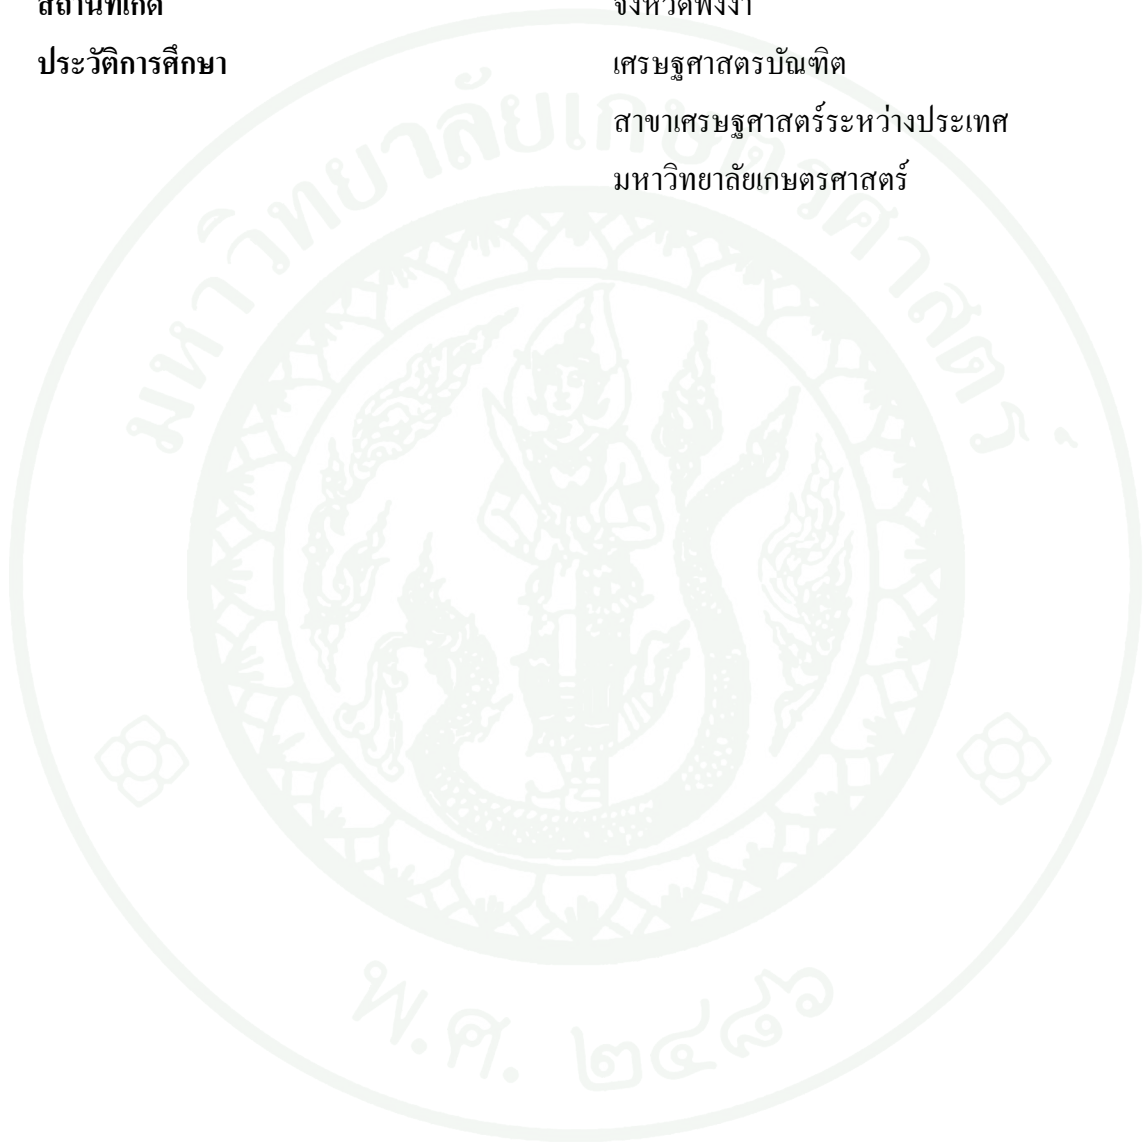 สถานที่เกิด จังหวัดพังงา
ประวัติการศึกษา เศรษฐศาสตรบัณฑิต
สาขาเศรษฐศาสตร์ระหว่างประเทศ
มหาวิทยาลัยเกษตรศาสตร์
มหาวิทยาลัยเกษตรศาสตร์
พ.ศ. ๒๔๘๖